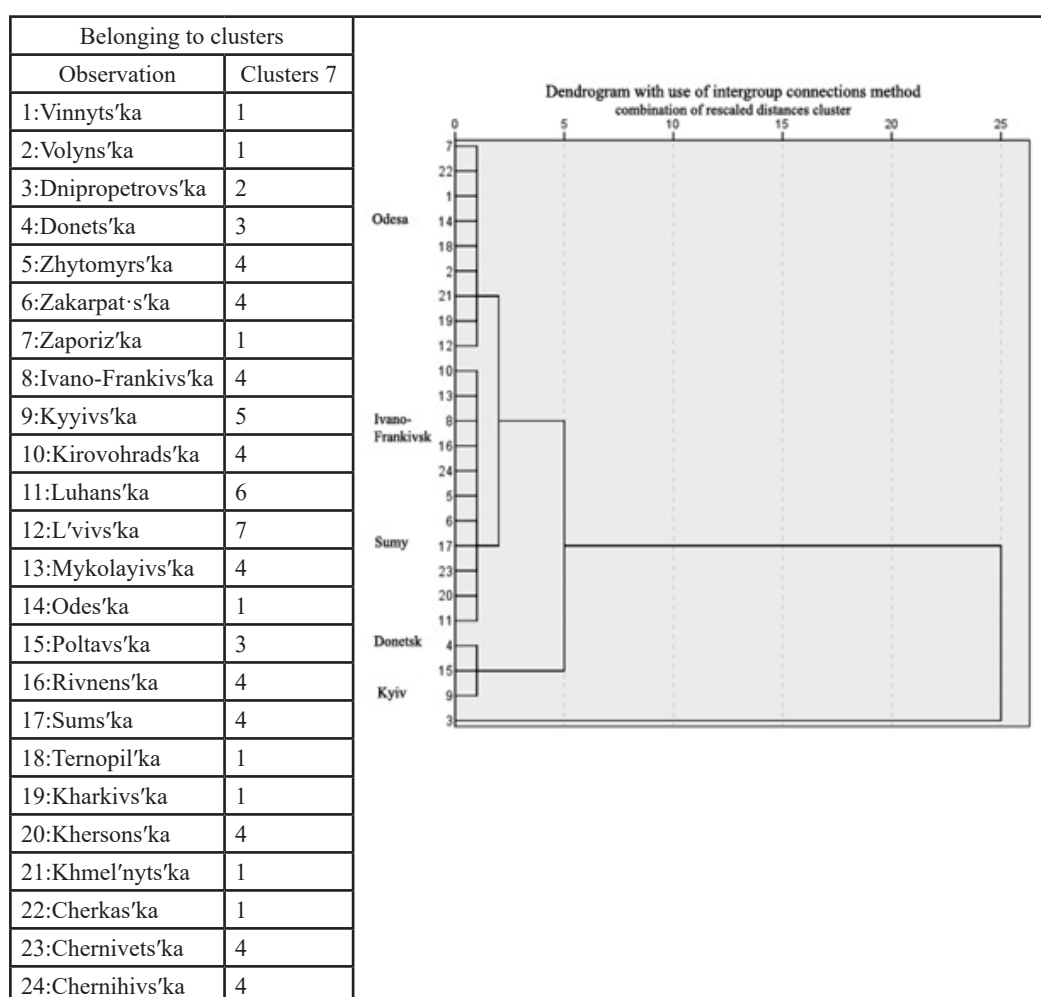 Belonging to clusters
Observation Clusters 7
1:Vinnyts′ka 1
2:Volyns′ka 1
3:Dnipropetrovs′ka 2
4:Donets′ka 3
5:Zhytomyrs′ka 4
6:Zakarpat·s′ka 4
7:Zaporiz′ka 1
8:Ivano-Frankivs′ka 4
9:Kyyivs′ka 5
10:Kirovohrads′ka 4
11:Luhans′ka 6
12:L′vivs′ka 7
13:Mykolayivs′ka 4
14:Odes′ka 1
15:Poltavs′ka 3
16:Rivnens′ka 4
17:Sums′ka 4
18:Ternopil′ka 1
19:Kharkivs′ka 1
20:Khersons′ka 4
21:Khmel′nyts′ka 1
22:Cherkas′ka 1
23:Chernivets′ka 4
24:Chernihivs′ka 4
Dendrogram with use of intergroup connections method
combination of rescaled distances cluster
0 5 10 15 20 25
7
22
1
Odesa 14
18
2
21
19
12
10
13
Ivano-
Frankivsk
8
16
24
5
6
Sumy 17
23
20
11
Donetsk 4
15
Kyiv 9
3